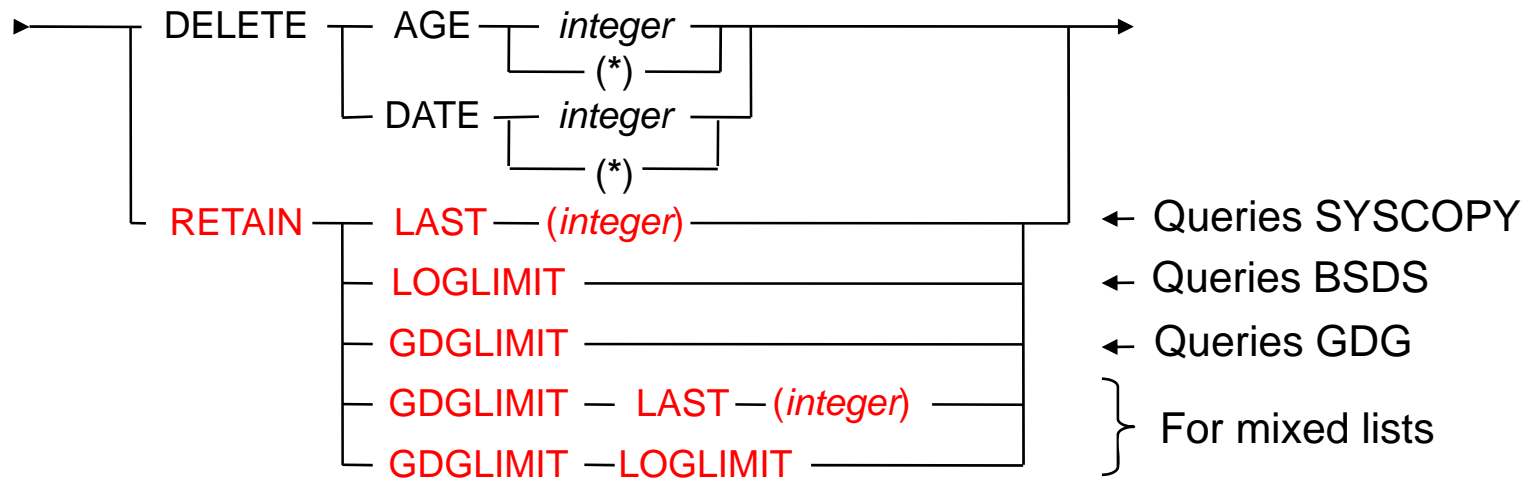 DELETE AGE integer
(*)
DATE integer
(*)
RETAIN LAST (integer) Queries SYSCOPY
LOGLIMIT Queries BSDS
GDGLIMIT Queries GDG
GDGLIMIT LAST (integer)
For mixed lists
GDGLIMIT LOGLIMIT